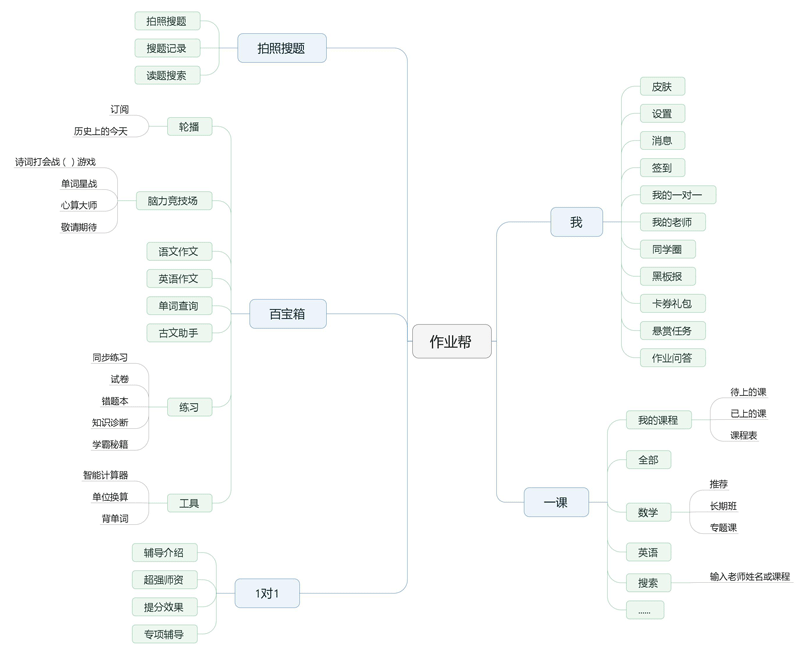 作业帮
拍照搜题
拍照搜题
搜题记录
读题搜索
百宝箱
轮播
订阅
历史上的今天
脑力竞技场
诗词打会战（ ）游戏
单词星战
心算大师
敬请期待
语文作文
英语作文
单词查询
古文助手
练习
同步练习
试卷
错题本
知识诊断
学霸秘籍
工具
智能计算器
单位换算
背单词
1对1
辅导介绍
超强师资
提分效果
专项辅导
我
皮肤
设置
消息
签到
我的一对一
我的老师
同学圈
黑板报
卡券礼包
悬赏任务
作业问答
一课
我的课程
待上的课
已上的课
课程表
全部
数学
推荐
长期班
专题课
英语
搜索
输入老师姓名或课程
......